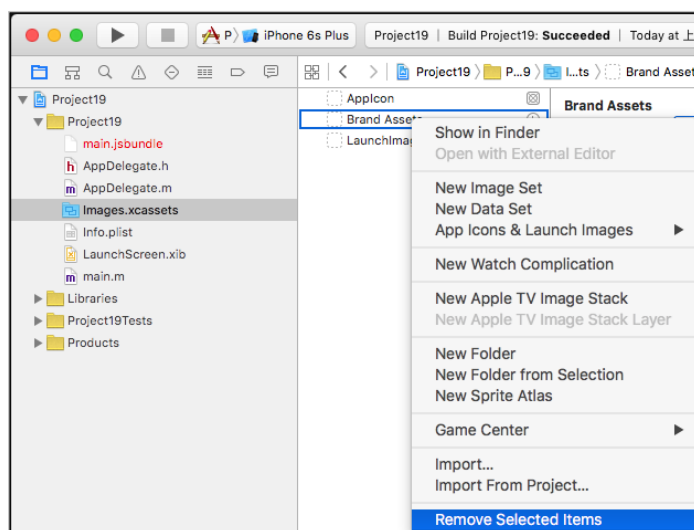 P iPhone 6s Plus Project19 | Build Project19: Succeeded | Today at 上
Project19 P...9 I...ts Brand Asset
Project19
Project19
main.jsbundle
AppDelegate.h
AppDelegate.m
Images.xcassets
Info.plist
LaunchScreen.xib
main.m
Libraries
Project19Tests
Products
AppIcon
Brand Assets
LaunchImag
Brand Assets
Show in Finder
Open with External Editor
New Image Set
New Data Set
App Icons & Launch Images
New Watch Complication
New Apple TV Image Stack
New Apple TV Image Stack Layer
New Folder
New Folder from Selection
New Sprite Atlas
Game Center
Import...
Import From Project...
Remove Selected Items